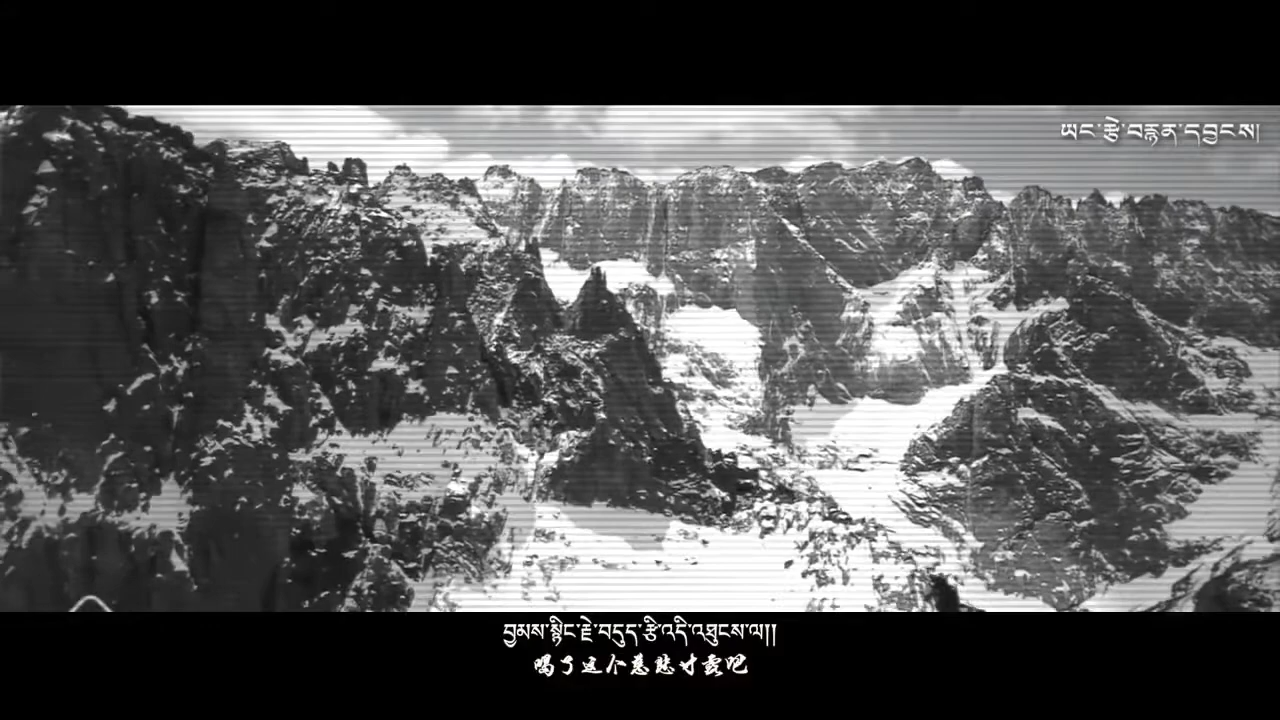 ཡང་རྩེ་བརྙན་དབྱངས།
བྱམས་སྙིང་རྗེ་བདུད་རྩི་འདི་འཐུངས་ལ།།
喝了这个慈悲甘露吧